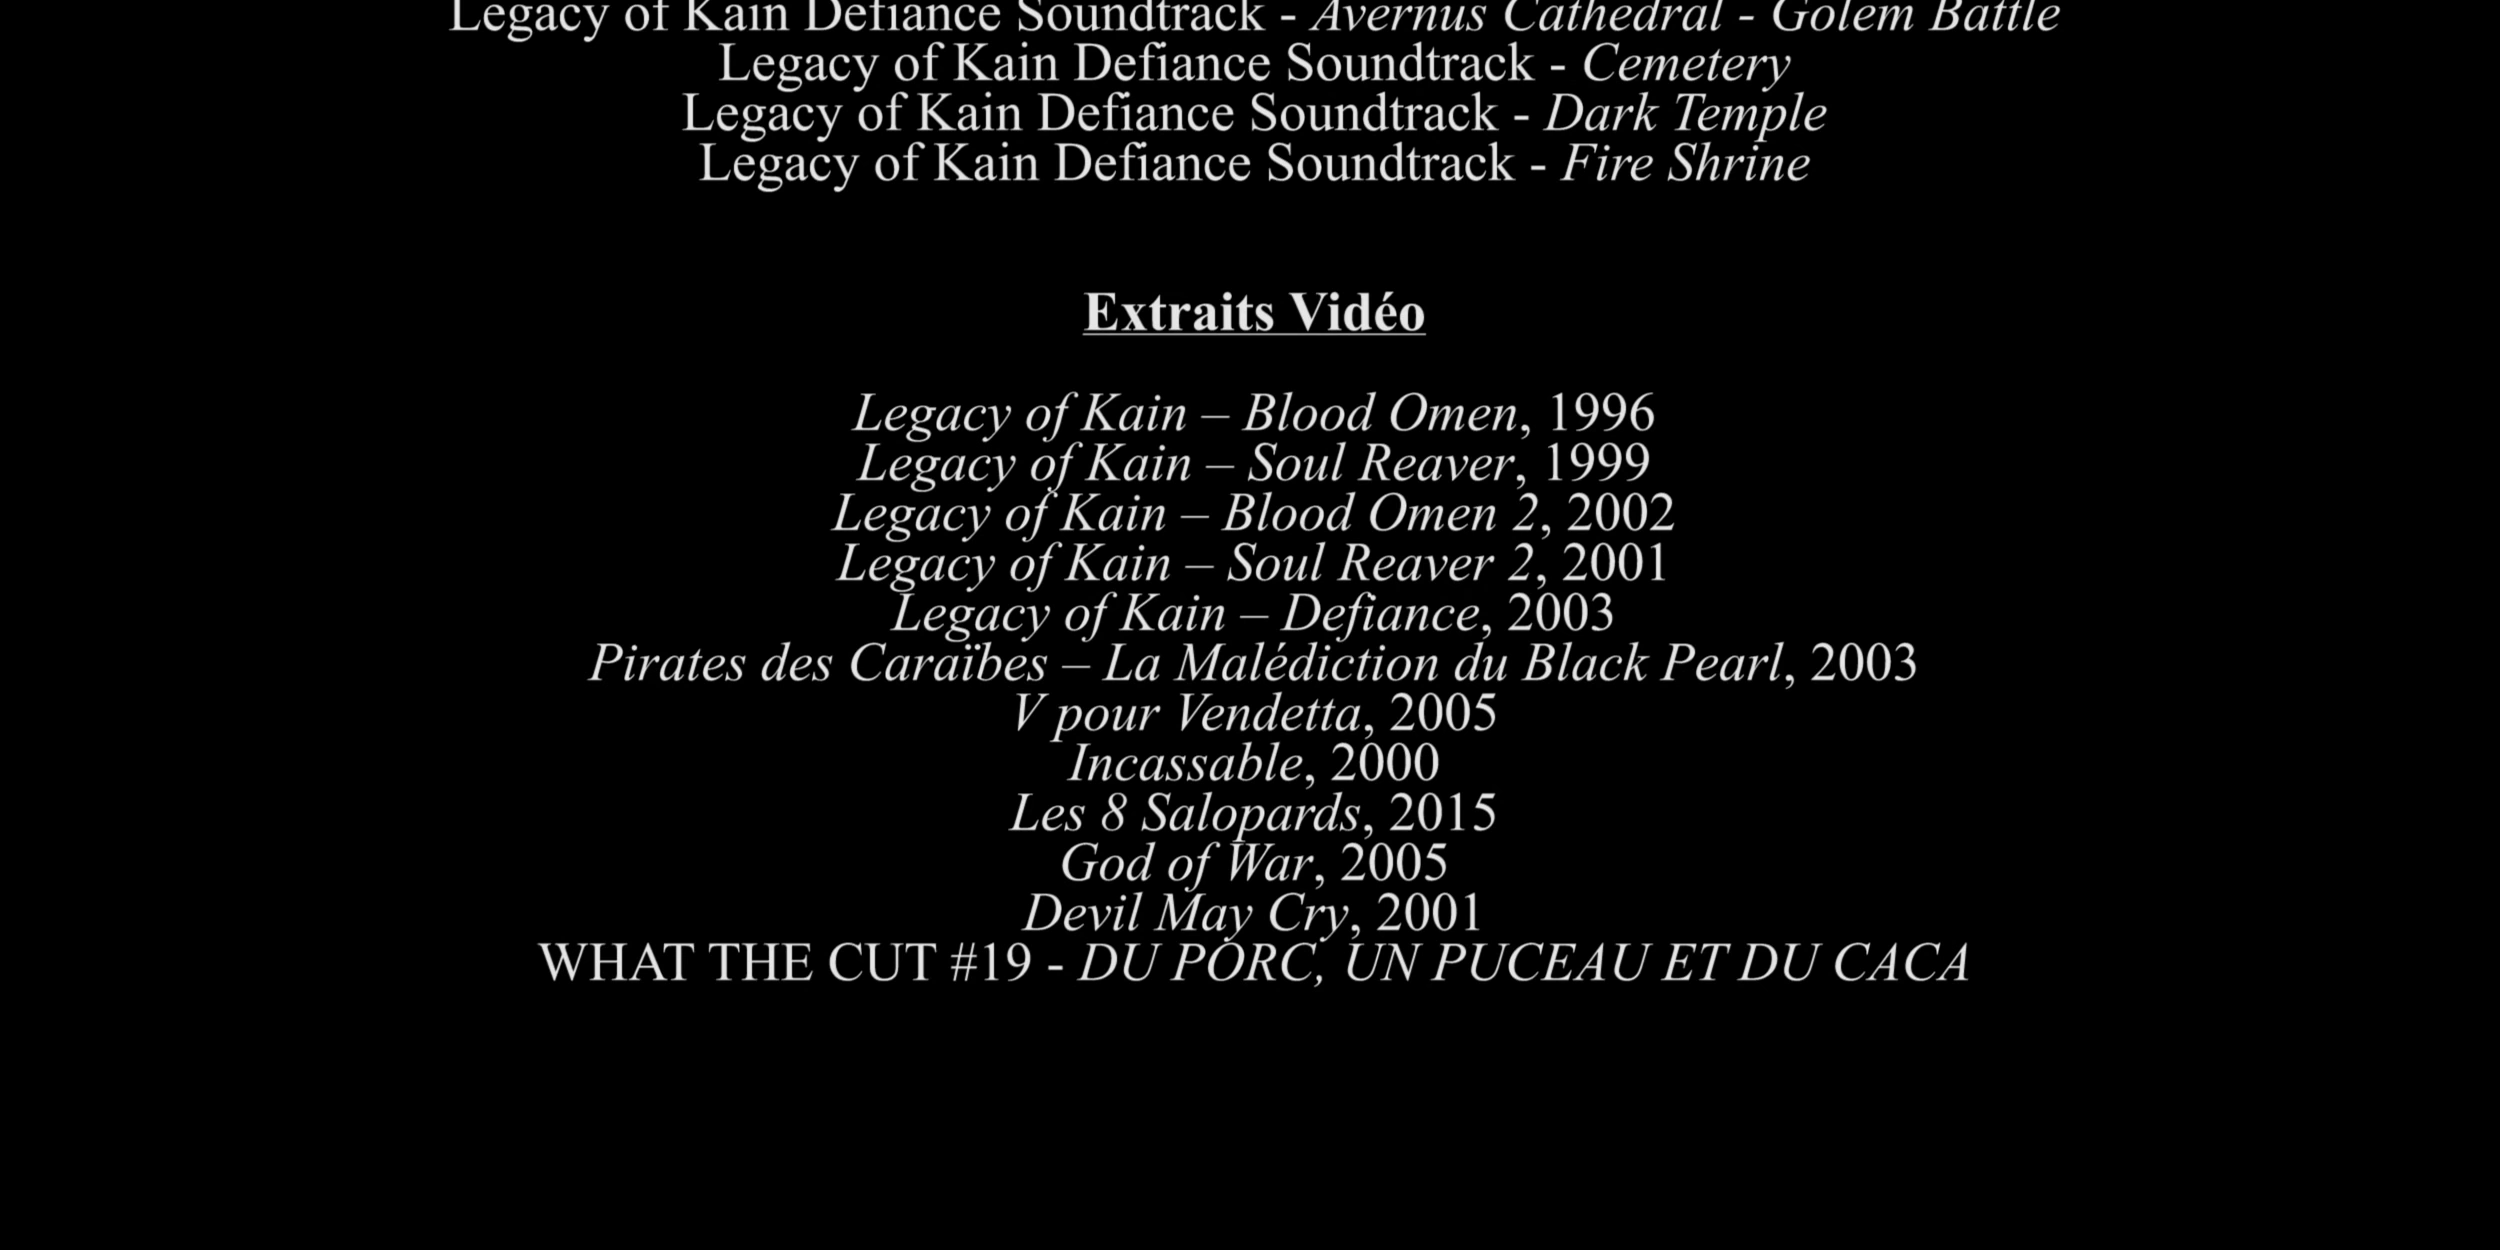 Legacy of Kain Defiance Soundtrack - Avernus Cathedral - Golem Battle
Legacy of Kain Defiance Soundtrack - Cemetery
Legacy of Kain Defiance Soundtrack - Dark Temple
Legacy of Kain Defiance Soundtrack - Fire Shrine
Extraits Vidéo
Legacy of Kain – Blood Omen, 1996
Legacy of Kain – Soul Reaver, 1999
Legacy of Kain – Blood Omen 2, 2002
Legacy of Kain – Soul Reaver 2, 2001
Legacy of Kain – Defiance, 2003
Pirates des Caraïbes – La Malédiction du Black Pearl, 2003
V pour Vendetta, 2005
Incassable, 2000
Les 8 Salopards, 2015
God of War, 2005
Devil May Cry, 2001
WHAT THE CUT #19 - DU PORC, UN PUCEAU ET DU CACA